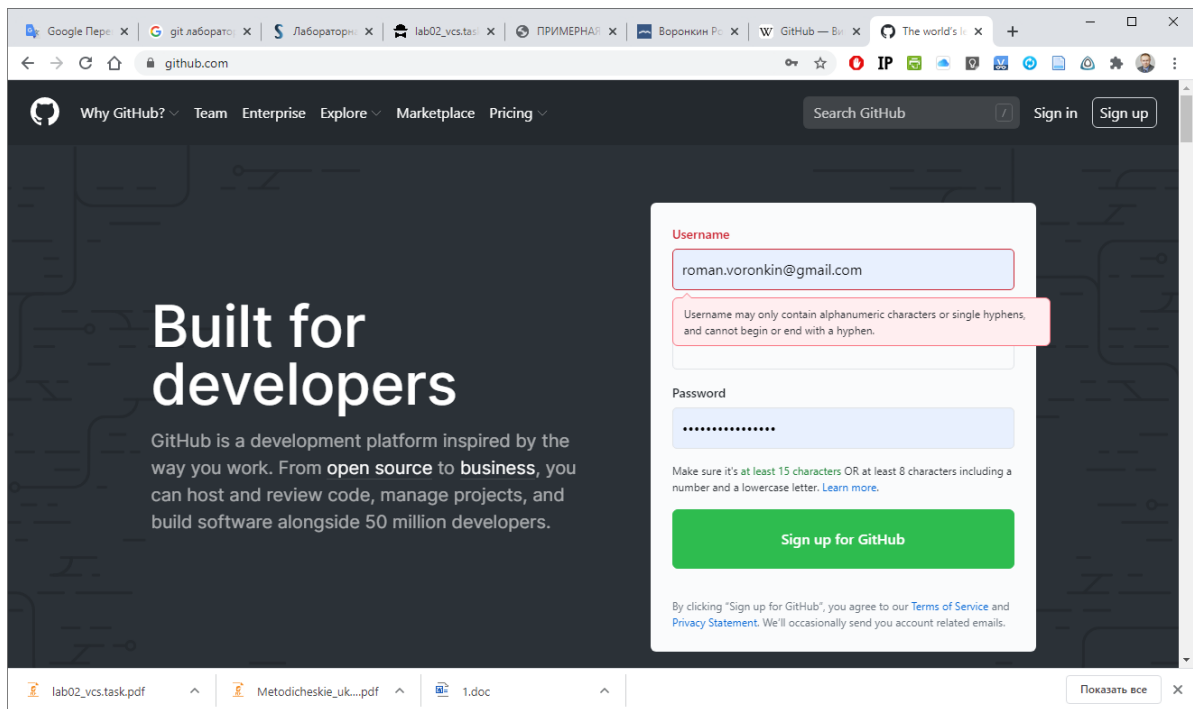 Google Пере
git лаборато
Лабораторн
lab02_vcs.tas
ПРИМЕРНАЯ
Воронкин Ро
GitHub — Ви
The world's le
github.com
IP
Why GitHub? Team Enterprise Explore Marketplace Pricing
Search GitHub /
Sign in
Sign up
Built for
developers
GitHub is a development platform inspired by the
way you work. From open source to business, you
can host and review code, manage projects, and
build software alongside 50 million developers.
Username
roman.voronkin@gmail.com
Username may only contain alphanumeric characters or single hyphens,
and cannot begin or end with a hyphen.
Password
Make sure it's at least 15 characters OR at least 8 characters including a
number and a lowercase letter. Learn more.
Sign up for GitHub
By clicking “Sign up for GitHub”, you agree to our Terms of Service and
Privacy Statement. We'll occasionally send you account related emails.
lab02_vcs.task.pdf
Metodicheskie_uk....pdf
1.doc
Показать все